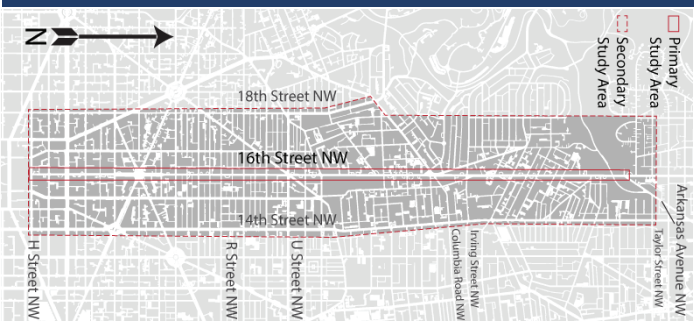 Primary
Study Area
Secondary
Study Area
N
18th Street NW
16th Street NW
14th Street NW
H Street NW
R Street NW
U Street NW
Columbia Road NW
Irving Street NW
Taylor Street NW
Arkansas Avenue NW